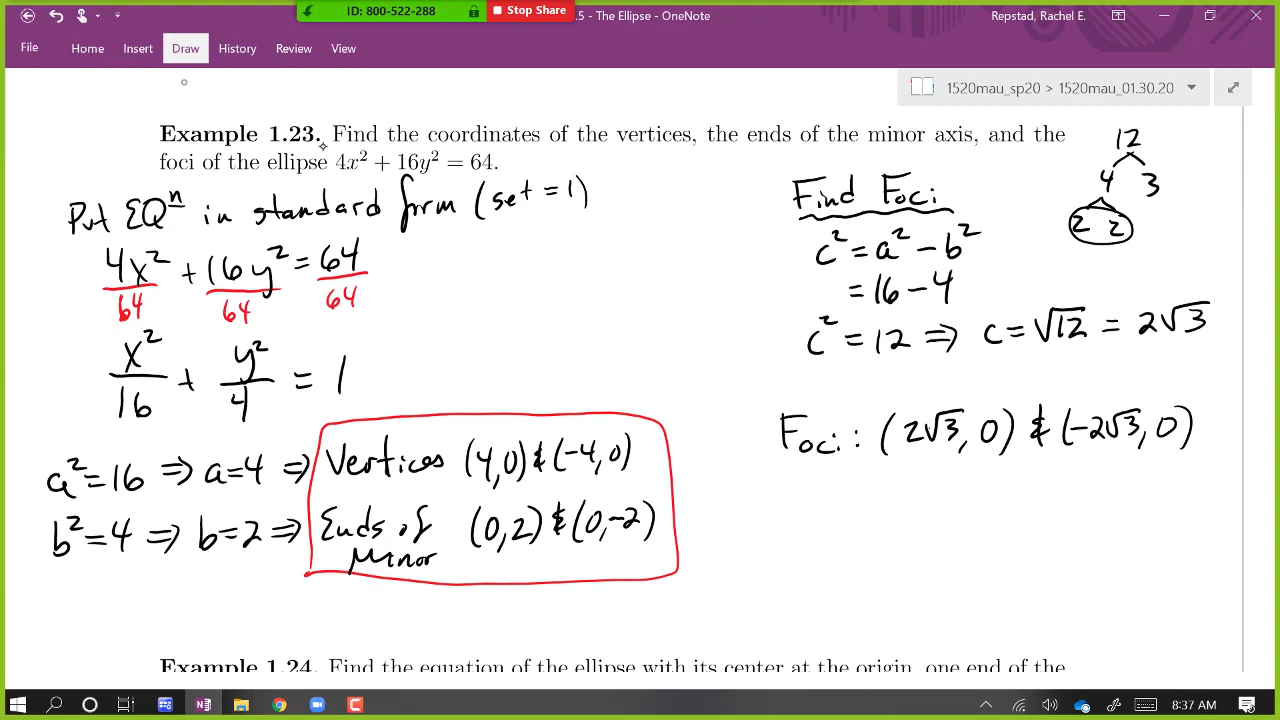 ID: 800-522-288
Stop Share
.5 - The Ellipse - OneNote
Repstad, Rachel E.
File
Home
Insert
Draw
History
Review
View
1520mau_sp20 > 1520mau_01.30.20
Example 1.23. Find the coordinates of the vertices, the ends of the minor axis, and the
foci of the ellipse 4x² + 16y² = 64.
Put EQⁿ in standard form (set = 1)
4x² + 16y² = 64
64 64 64
x²/16 + y²/4 = 1
a² = 16 ⇒ a = 4 ⇒ Vertices (4,0) & (-4,0)
b² = 4 ⇒ b = 2 ⇒ Ends of Minor (0,2) & (0,-2)
12
4 3
2 2
Find Foci
c² = a² - b²
= 16 - 4
c² = 12 ⇒ c = √12 = 2√3
Foci: (2√3, 0) & (-2√3, 0)
Example 1.24. Find the equation of the ellipse with its center at the origin, one end of the
8:37 AM